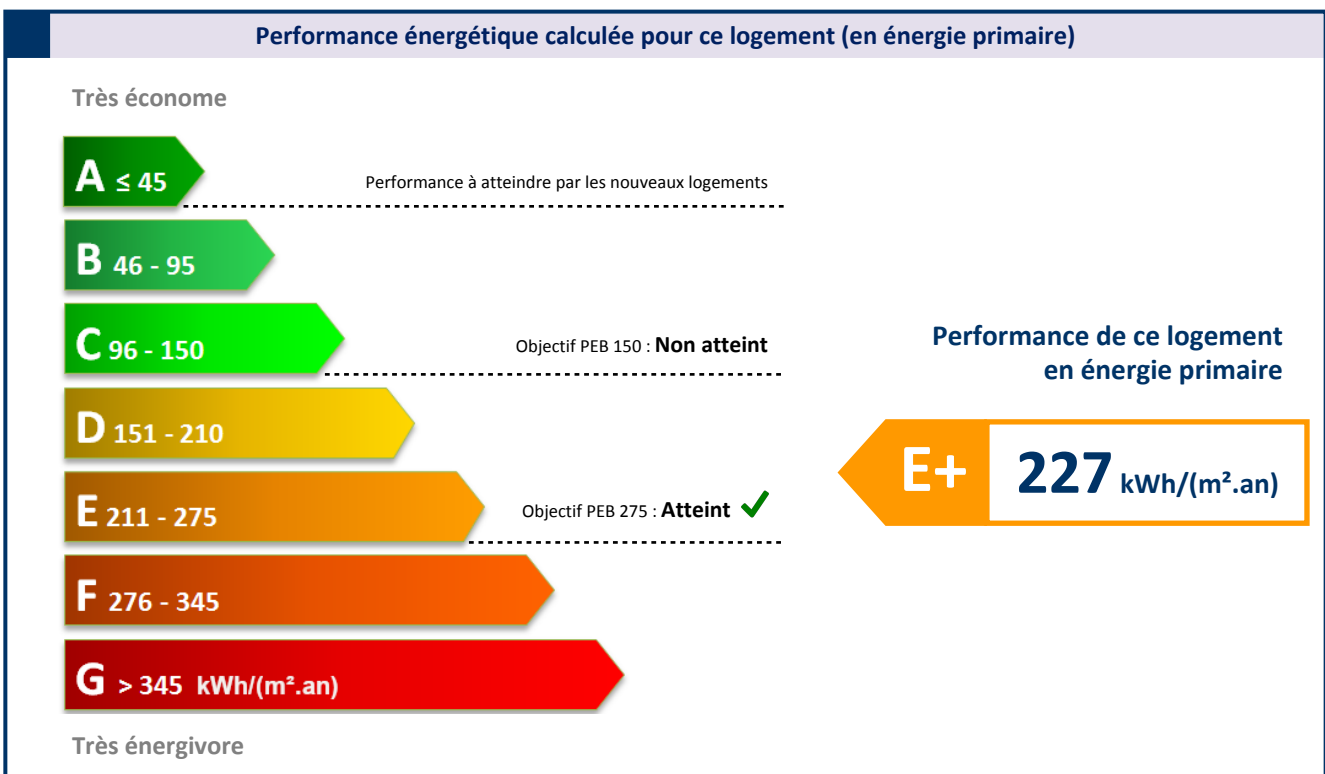 Performance énergétique calculée pour ce logement (en énergie primaire)
Très économe
A ≤ 45
Performance à atteindre par les nouveaux logements
B 46 - 95
C 96 - 150
Objectif PEB 150 : Non atteint
D 151 - 210
E 211 - 275
Objectif PEB 275 : Atteint
F 276 - 345
G > 345 kWh/(m².an)
Très énergivore
Performance de ce logement
en énergie primaire
E+
227 kWh/(m².an)